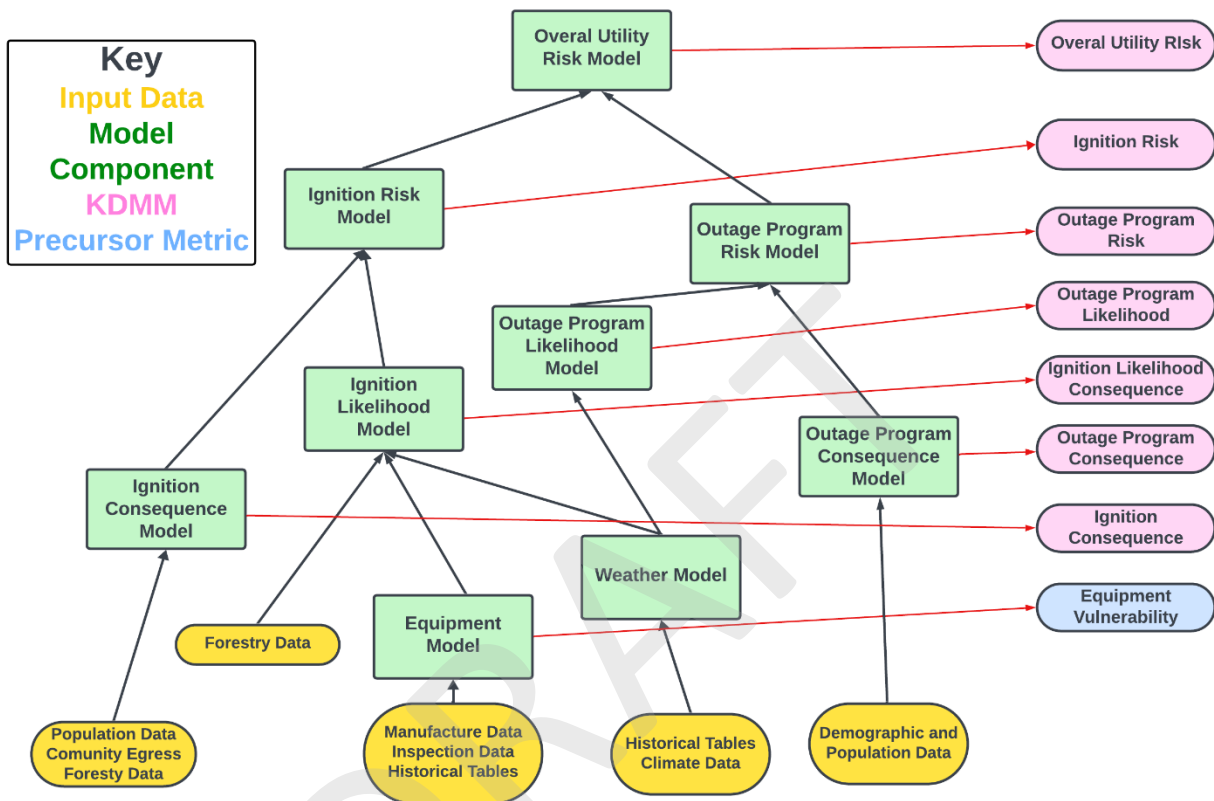 Key
Input Data
Model
Component
KDMM
Precursor Metric
Overal Utility
Risk Model
Overal Utility RIsk
Ignition Risk
Model
Ignition Risk
Outage Program
Risk Model
Outage Program
Risk
Outage Program
Likelihood
Model
Outage Program
Likelihood
Ignition
Likelihood
Model
Ignition Likelihood
Consequence
Outage Program
Consequence
Model
Outage Program
Consequence
Ignition
Consequence
Model
Ignition
Consequence
Weather Model
Equipment
Vulnerability
Forestry Data
Equipment
Model
Population Data
Comunity Egress
Foresty Data
Manufacture Data
Inspection Data
Historical Tables
Historical Tables
Climate Data
Demographic and
Population Data
DRAFT